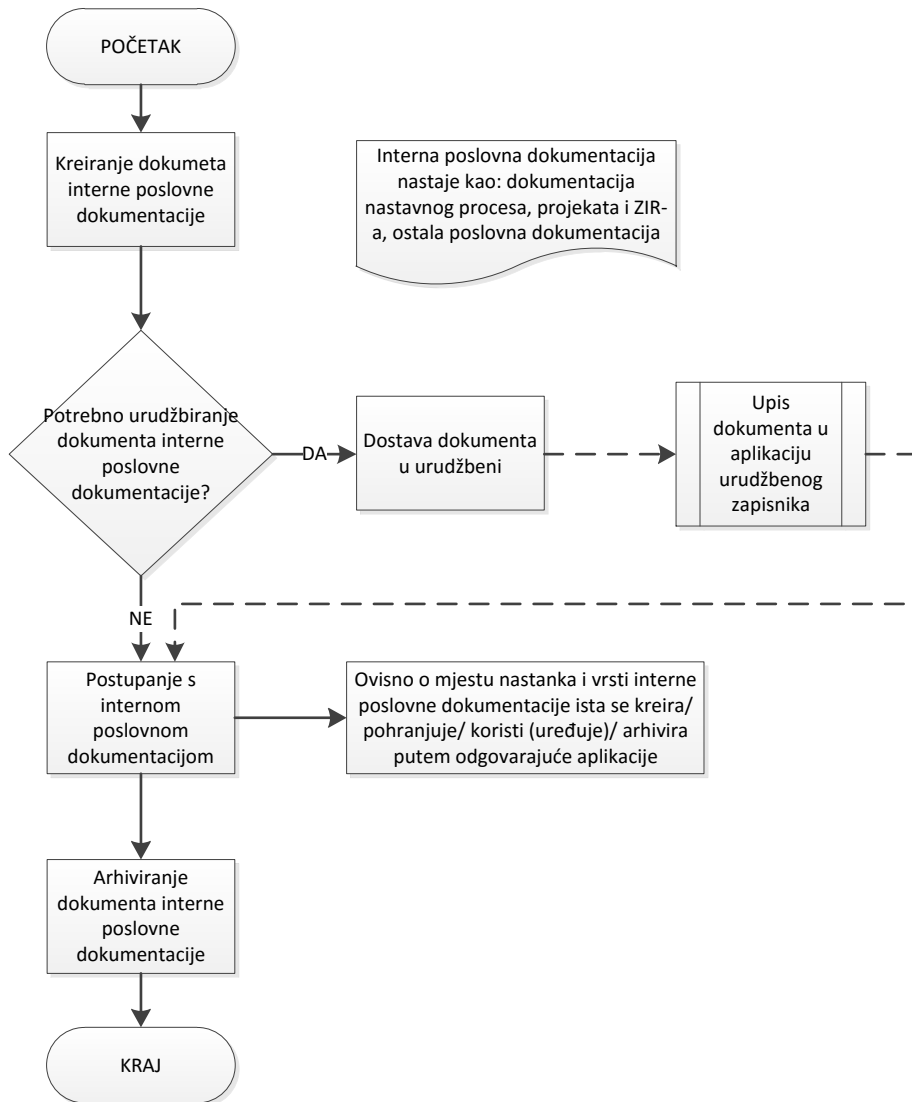 POČETAK
Kreiranje dokumeta
interne poslovne
dokumentacije
Interna poslovna dokumentacija
nastaje kao: dokumentacija
nastavnog procesa, projekata i ZIR-
a, ostala poslovna dokumentacija
Potrebno urudžbiranje
dokumenta interne
poslovne
dokumentacije?
DA
Dostava dokumenta
u urudžbeni
Upis
dokumenta u
aplikaciju
urudžbenog
zapisnika
NE
Postupanje s
internom
poslovnom
dokumentacijom
Ovisno o mjestu nastanka i vrsti interne
poslovne dokumentacije ista se kreira/
pohranjuje/ koristi (uređuje)/ arhivira
putem odgovarajuće aplikacije
Arhiviranje
dokumenta interne
poslovne
dokumentacije
KRAJ